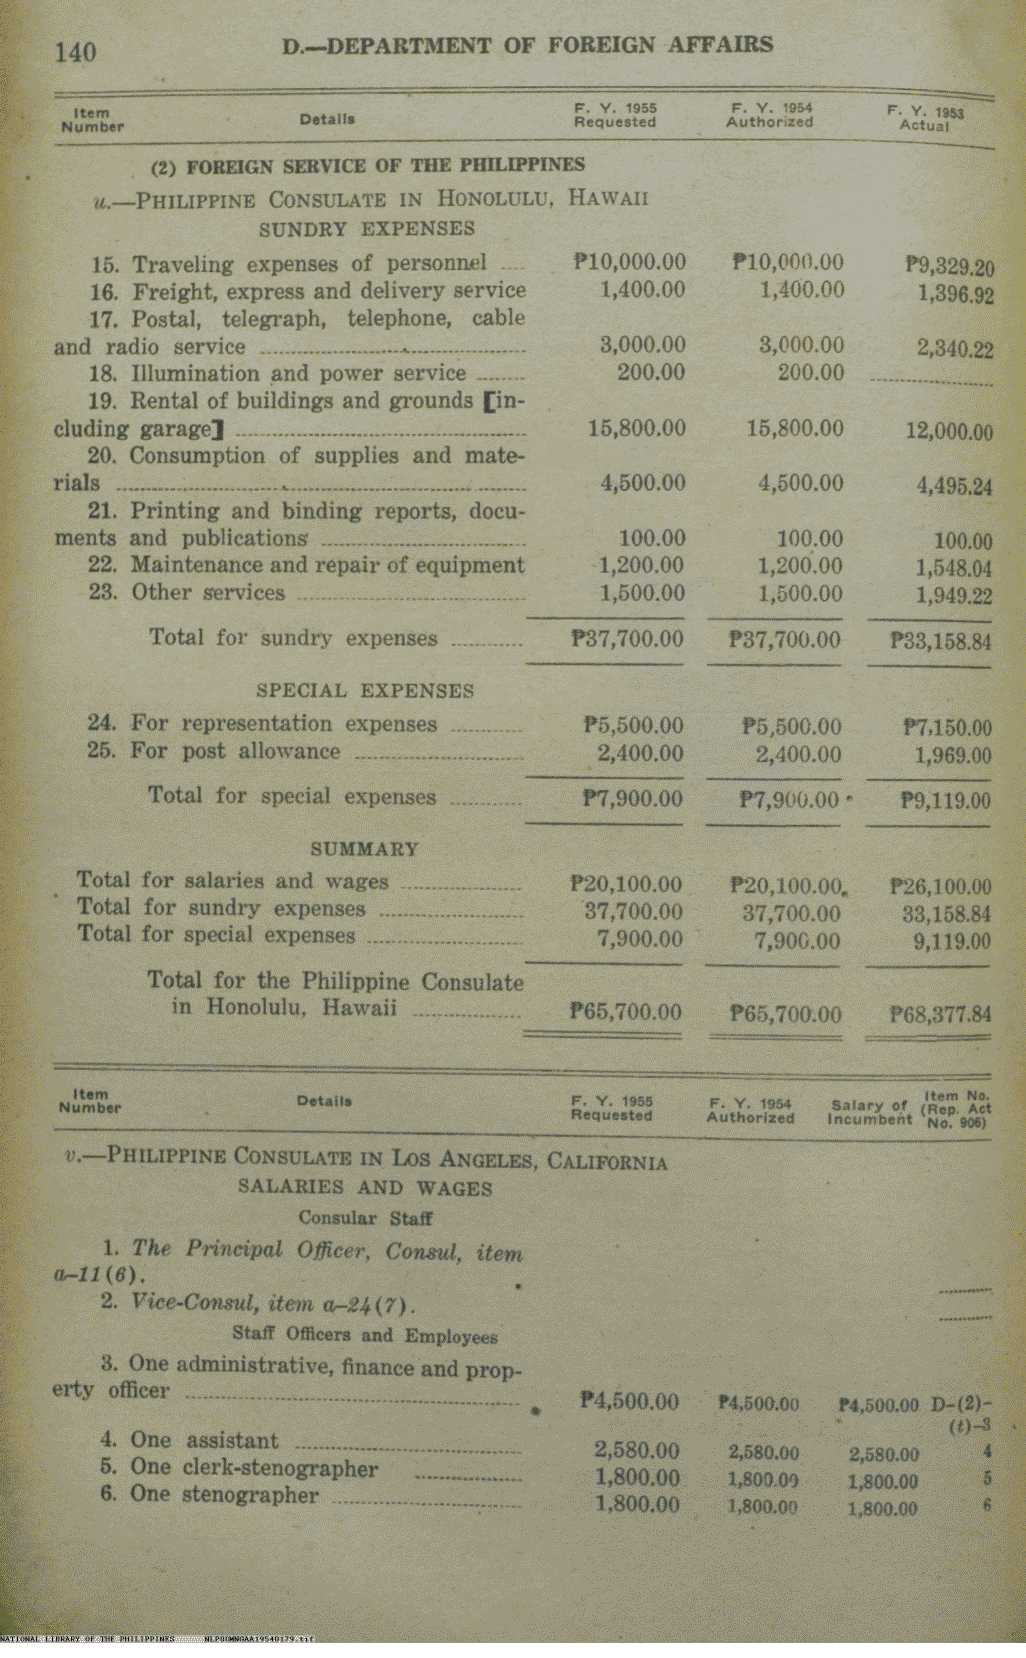 140
D.—DEPARTMENT OF FOREIGN AFFAIRS
Item Number Details F. Y. 1955 Requested F. Y. 1954 Authorized F. Y. 1953 Actual
(2) FOREIGN SERVICE OF THE PHILIPPINES
u.—PHILIPPINE CONSULATE IN HONOLULU, HAWAII
SUNDRY EXPENSES
15. Traveling expenses of personnel .... ₱10,000.00 ₱10,000.00 ₱9,329.20
16. Freight, express and delivery service 1,400.00 1,400.00 1,396.92
17. Postal, telegraph, telephone, cable
and radio service .... 3,000.00 3,000.00 2,340.22
18. Illumination and power service .... 200.00 200.00 ....
19. Rental of buildings and grounds [in-
cluding garage] .... 15,800.00 15,800.00 12,000.00
20. Consumption of supplies and mate-
rials .... 4,500.00 4,500.00 4,495.24
21. Printing and binding reports, docu-
ments and publications .... 100.00 100.00 100.00
22. Maintenance and repair of equipment 1,200.00 1,200.00 1,548.04
23. Other services .... 1,500.00 1,500.00 1,949.22
Total for sundry expenses .... ₱37,700.00 ₱37,700.00 ₱33,158.84
SPECIAL EXPENSES
24. For representation expenses .... ₱5,500.00 ₱5,500.00 ₱7,150.00
25. For post allowance .... 2,400.00 2,400.00 1,969.00
Total for special expenses .... ₱7,900.00 ₱7,900.00 ₱9,119.00
SUMMARY
Total for salaries and wages .... ₱20,100.00 ₱20,100.00 ₱26,100.00
Total for sundry expenses .... 37,700.00 37,700.00 33,158.84
Total for special expenses .... 7,900.00 7,900.00 9,119.00
Total for the Philippine Consulate
in Honolulu, Hawaii .... ₱65,700.00 ₱65,700.00 ₱68,377.84
Item Number Details F. Y. 1955 Requested F. Y. 1954 Authorized Salary of Incumbent Item No. (Rep. Act No. 906)
v.—PHILIPPINE CONSULATE IN LOS ANGELES, CALIFORNIA
SALARIES AND WAGES
Consular Staff
1. The Principal Officer, Consul, item
a-11(6). ....
2. Vice-Consul, item a-24(7). ....
Staff Officers and Employees
3. One administrative, finance and prop-
erty officer .... ₱4,500.00 ₱4,500.00 ₱4,500.00 D-(2)-
(t)-3
4. One assistant .... 2,580.00 2,580.00 2,580.00 4
5. One clerk-stenographer .... 1,800.00 1,800.00 1,800.00 5
6. One stenographer .... 1,800.00 1,800.00 1,800.00 6
NATIONAL LIBRARY OF THE PHILIPPINES NLP00MNGAA19540179.tif